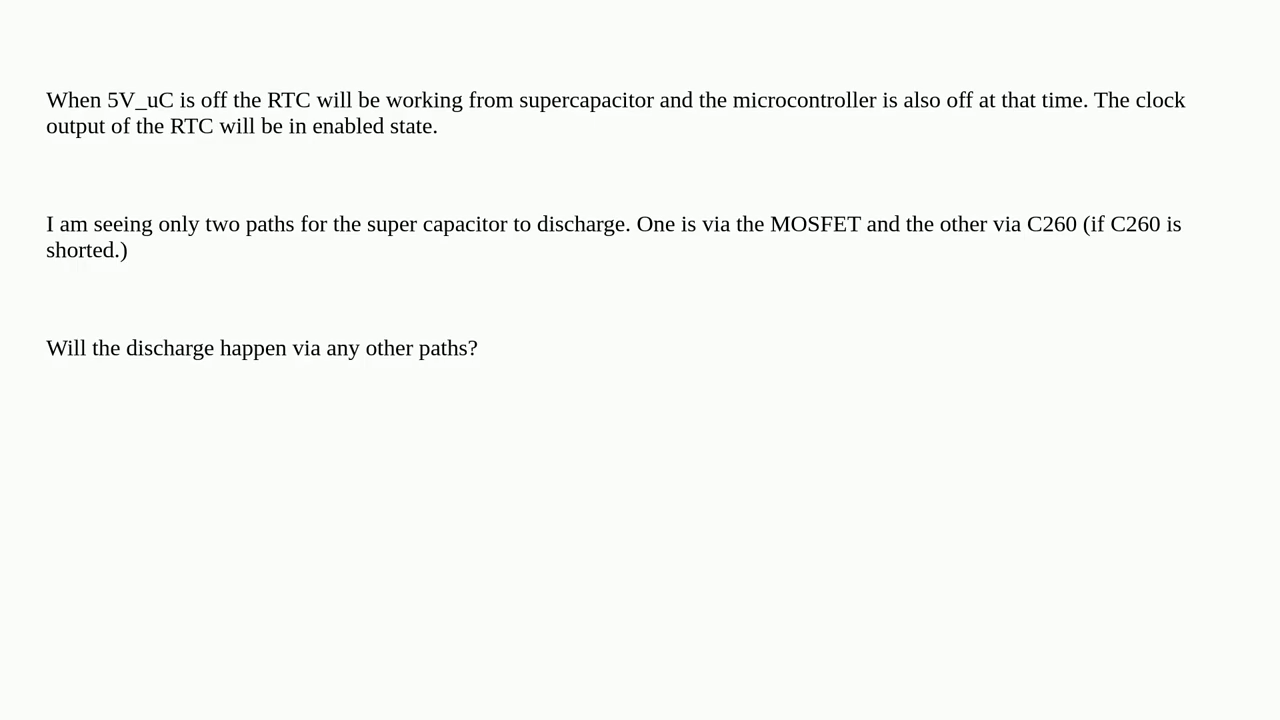 When 5V_uC is off the RTC will be working from supercapacitor and the microcontroller is also off at that time. The clock
output of the RTC will be in enabled state.
I am seeing only two paths for the super capacitor to discharge. One is via the MOSFET and the other via C260 (if C260 is
shorted.)
Will the discharge happen via any other paths?